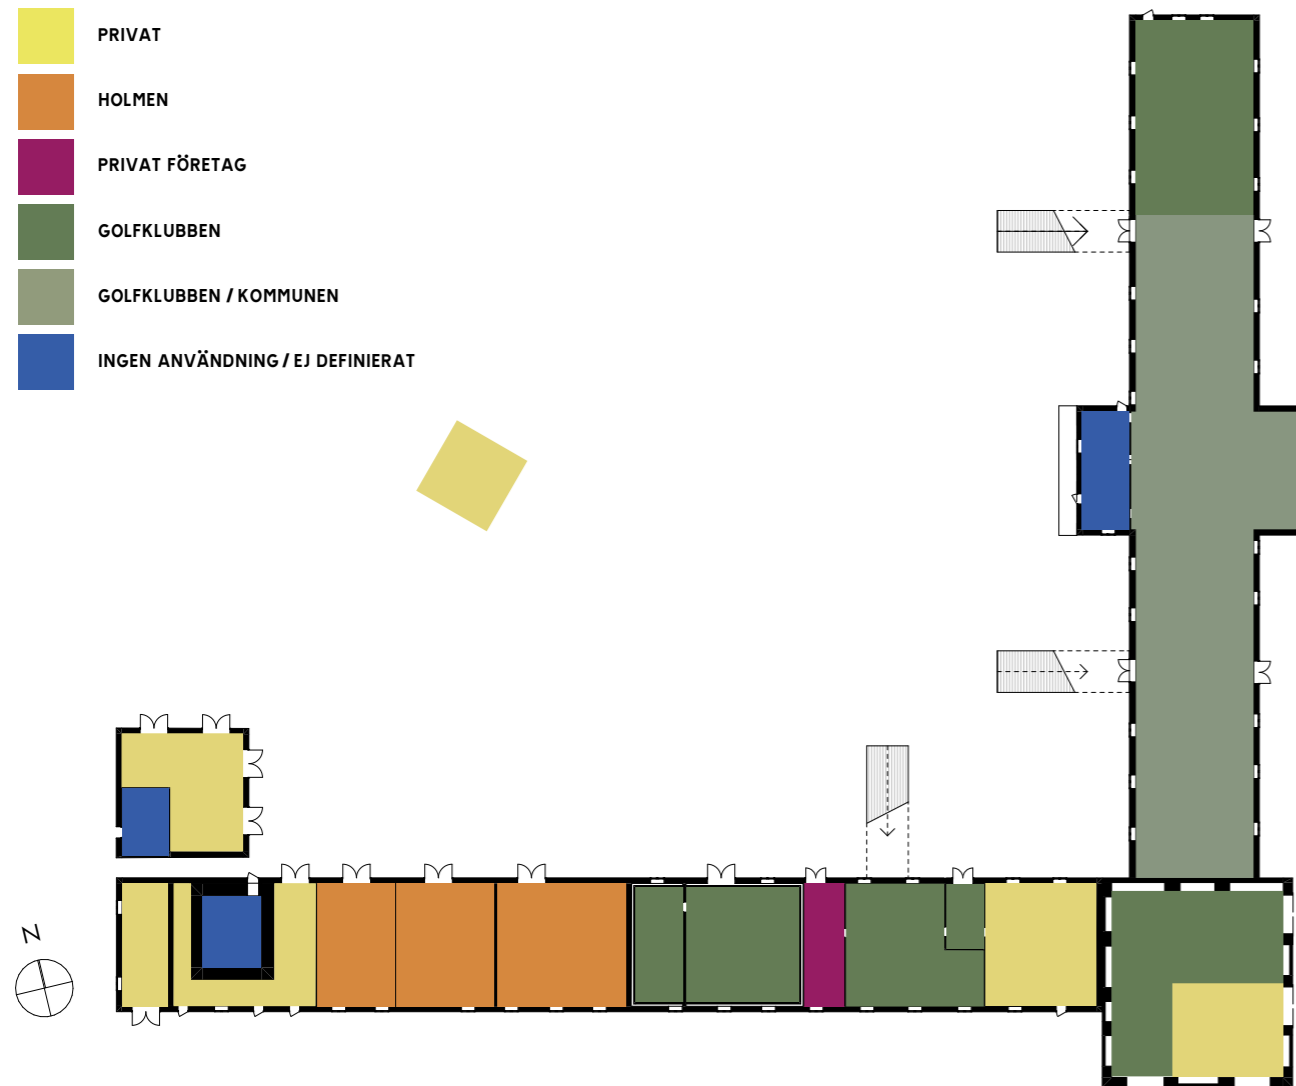 PRIVAT
HOLMEN
PRIVAT FÖRETAG
GOLFKLUBBEN
GOLFKLUBBEN / KOMMUNEN
INGEN ANVÄNDNING / EJ DEFINIERAT
N